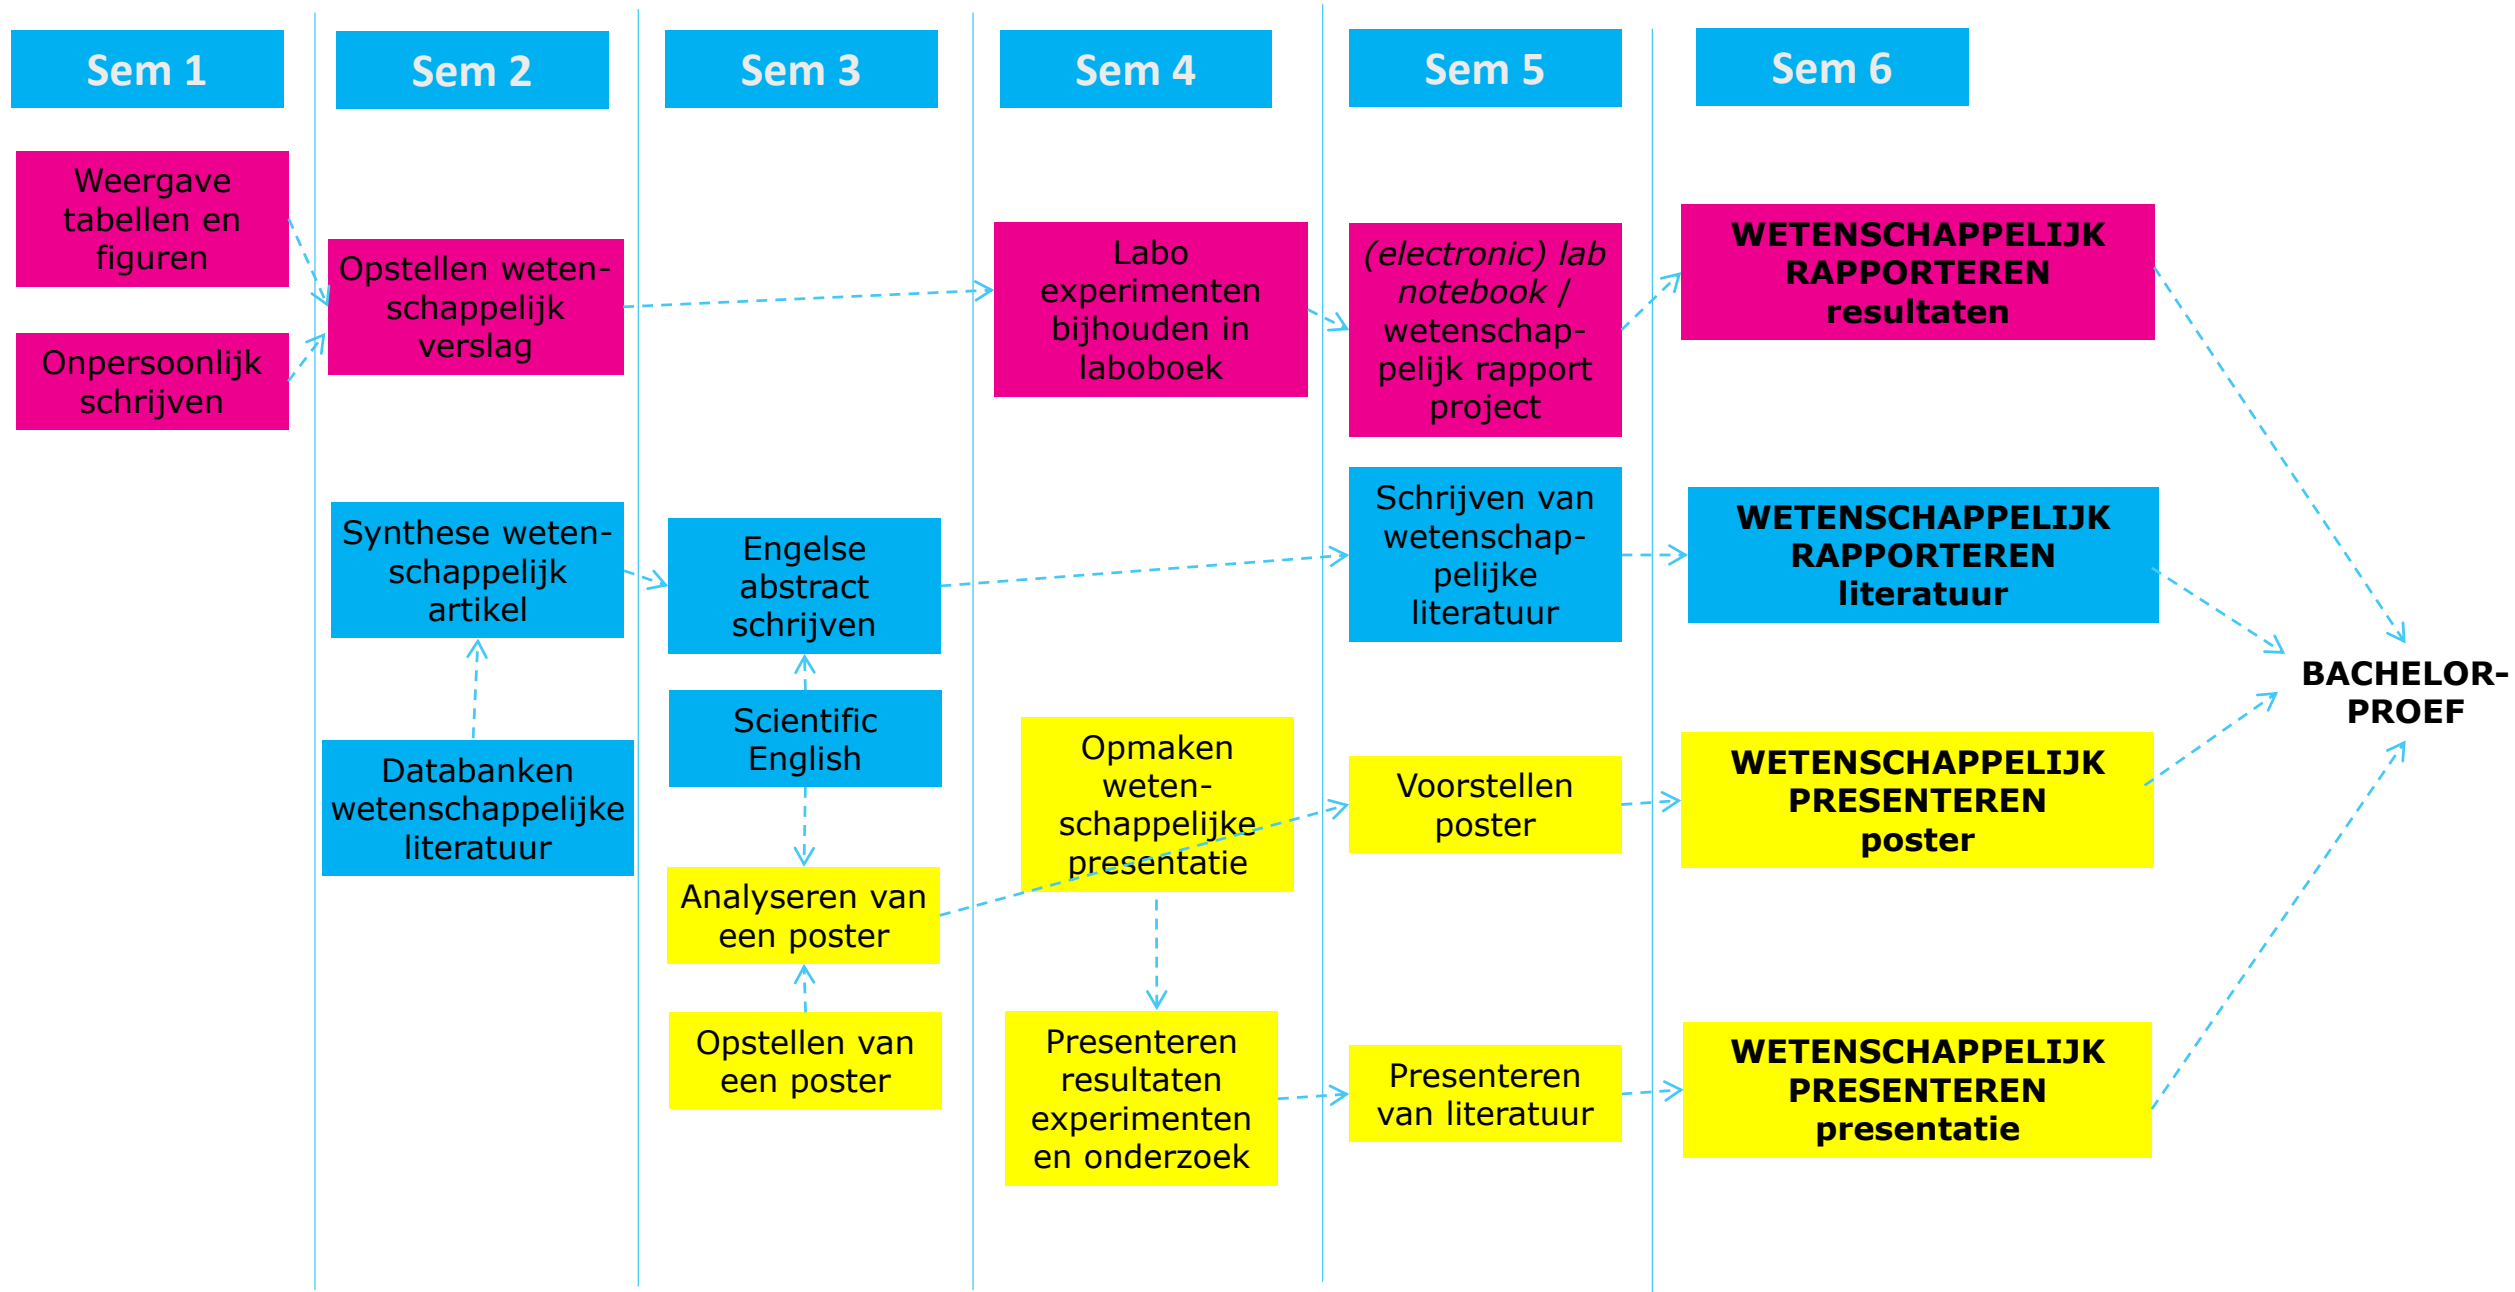 Sem 1
Sem 2
Sem 3
Sem 4
Sem 5
Sem 6
Weergave
tabellen en
figuren
Onpersoonlijk
schrijven
Opstellen weten-
schappelijk
verslag
Labo
experimenten
bijhouden in
laboboek
(electronic) lab
notebook /
wetenschap-
pelijk rapport
project
WETENSCHAPPELIJK
RAPPORTEREN
resultaten
Synthese weten-
schappelijk
artikel
Databanken
wetenschappelijke
literatuur
Engelse
abstract
schrijven
Scientific
English
Schrijven van
wetenschap-
pelijke
literatuur
WETENSCHAPPELIJK
RAPPORTEREN
literatuur
Analyseren van
een poster
Opstellen van
een poster
Opmaken
weten-
schappelijke
presentatie
Presenteren
resultaten
experimenten
en onderzoek
Voorstellen
poster
Presenteren
van literatuur
WETENSCHAPPELIJK
PRESENTEREN
poster
WETENSCHAPPELIJK
PRESENTEREN
presentatie
BACHELOR-
PROEF